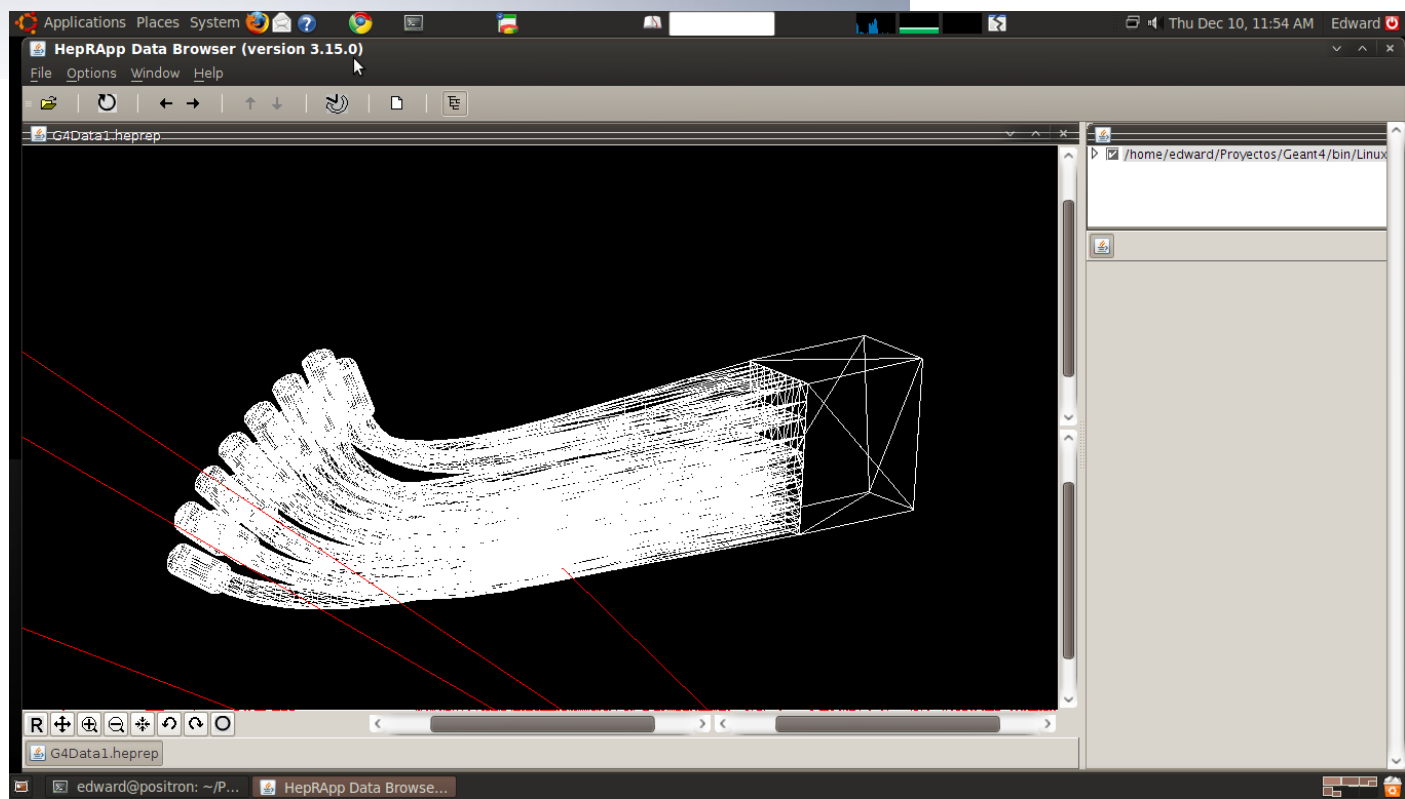 Applications Places System Thu Dec 10, 11:54 AM Edward
HepRApp Data Browser (version 3.15.0)
File Options Window Help
G4Data1.heprep
/home/edward/Proyectos/Geant4/bin/Linux
R
G4Data1.heprep
edward@positron: ~/P... HepRApp Data Browse...